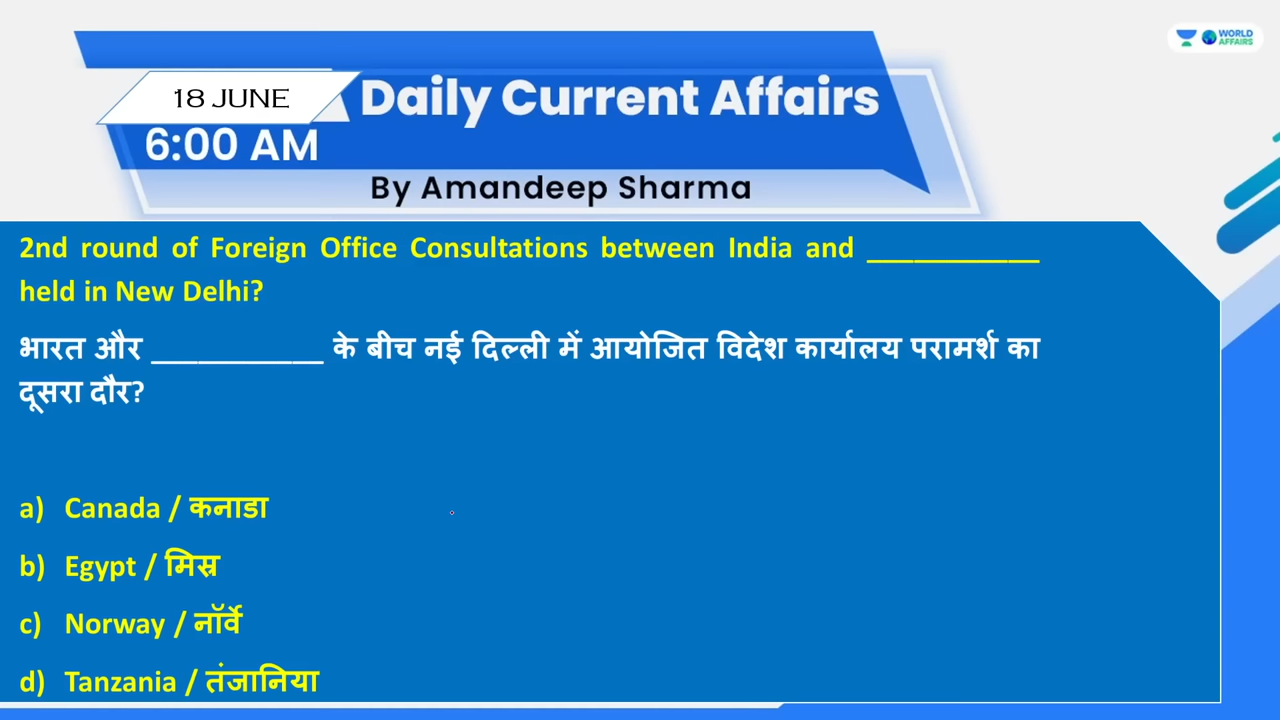 WORLD
AFFAIRS
18 JUNE
Daily Current Affairs
6:00 AM
By Amandeep Sharma
2nd round of Foreign Office Consultations between India and ___________
held in New Delhi?
भारत और ___________ के बीच नई दिल्ली में आयोजित विदेश कार्यालय परामर्श का
दूसरा दौर?
a) Canada / कनाडा
b) Egypt / मिस्र
c) Norway / नॉर्वे
d) Tanzania / तंजानिया